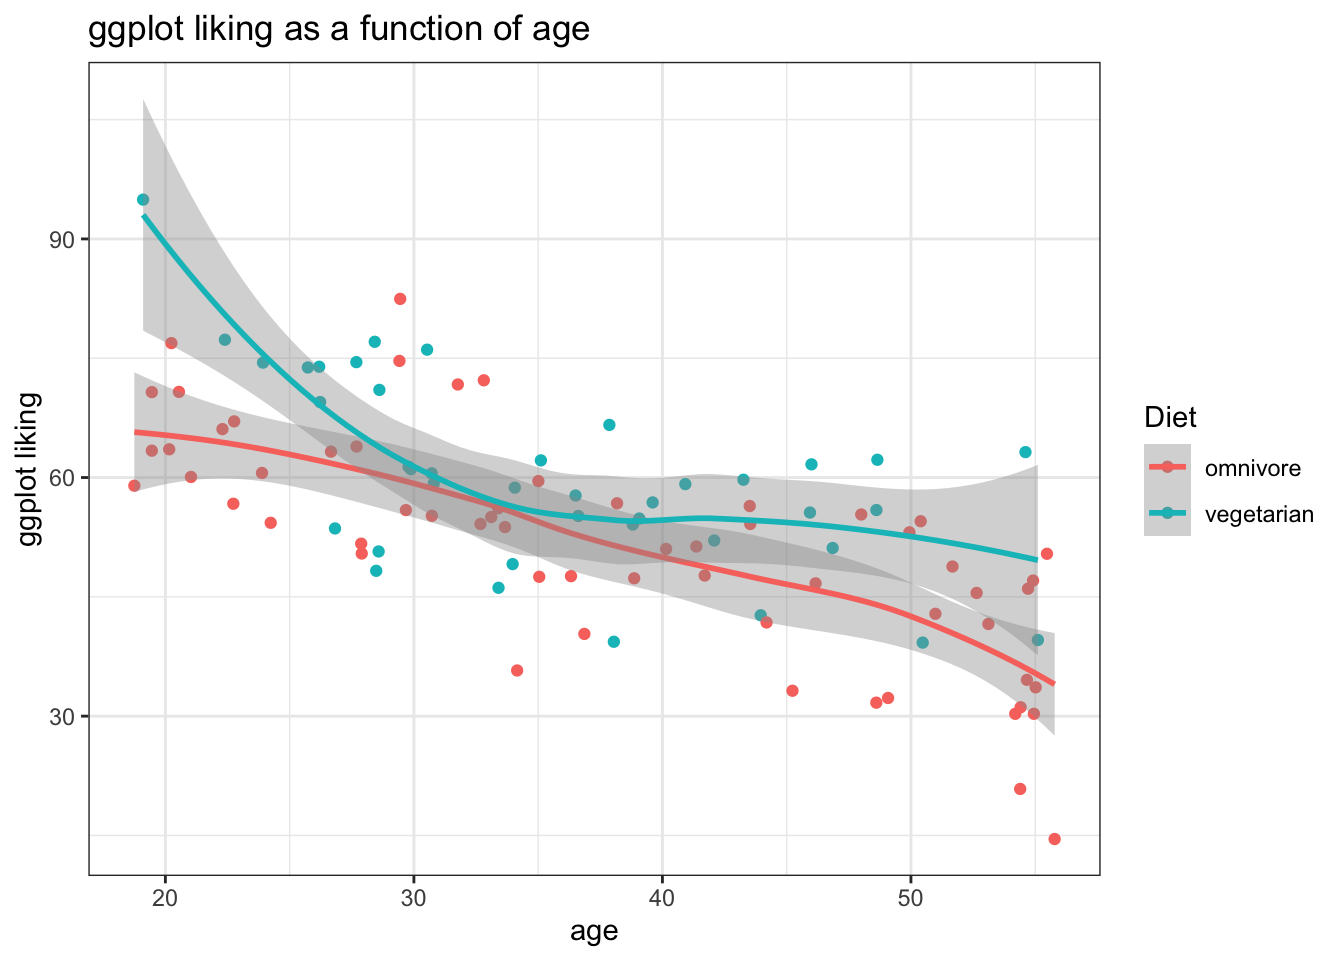 ggplot liking as a function of age
ggplot liking
90
60
30
20
30
40
50
age
Diet
omnivore
vegetarian